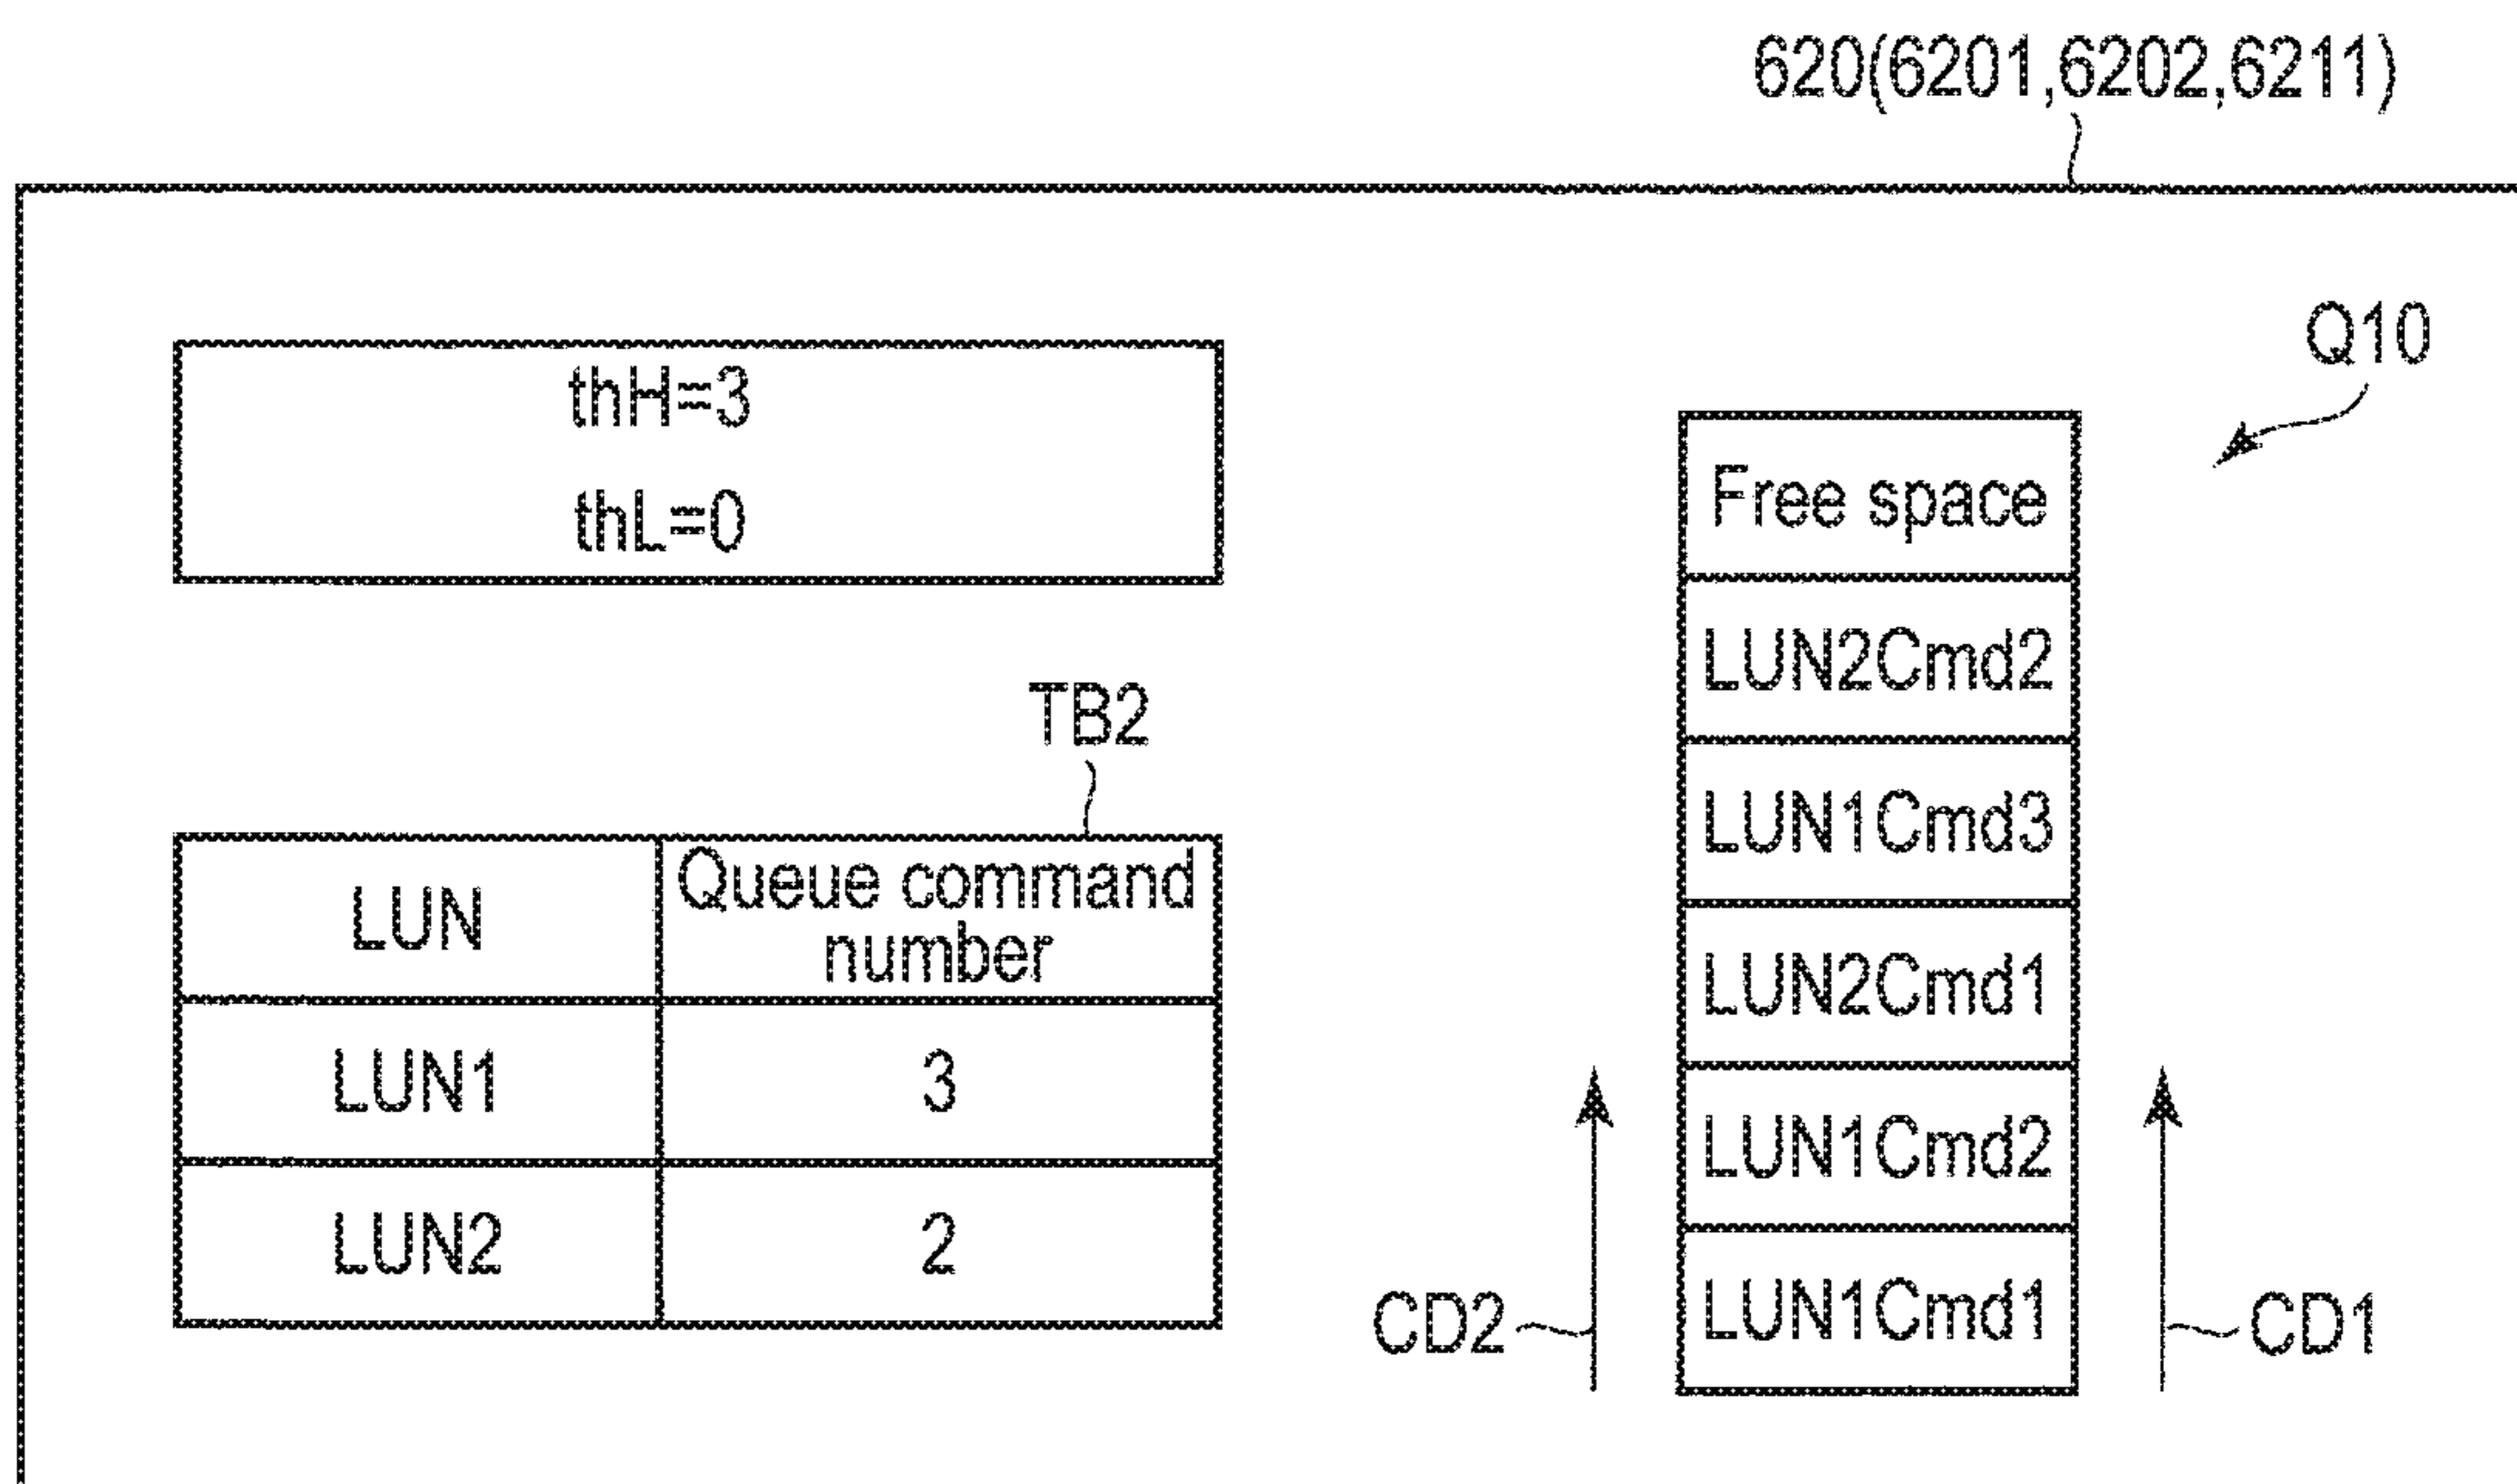 620(6201,6202,6211)
Q10
thH=3
thL=0
TB2
LUN
Queue command
number
LUN1
3
LUN2
2
Free space
LUN2Cmd2
LUN1Cmd3
LUN2Cmd1
LUN1Cmd2
LUN1Cmd1
CD2
CD1